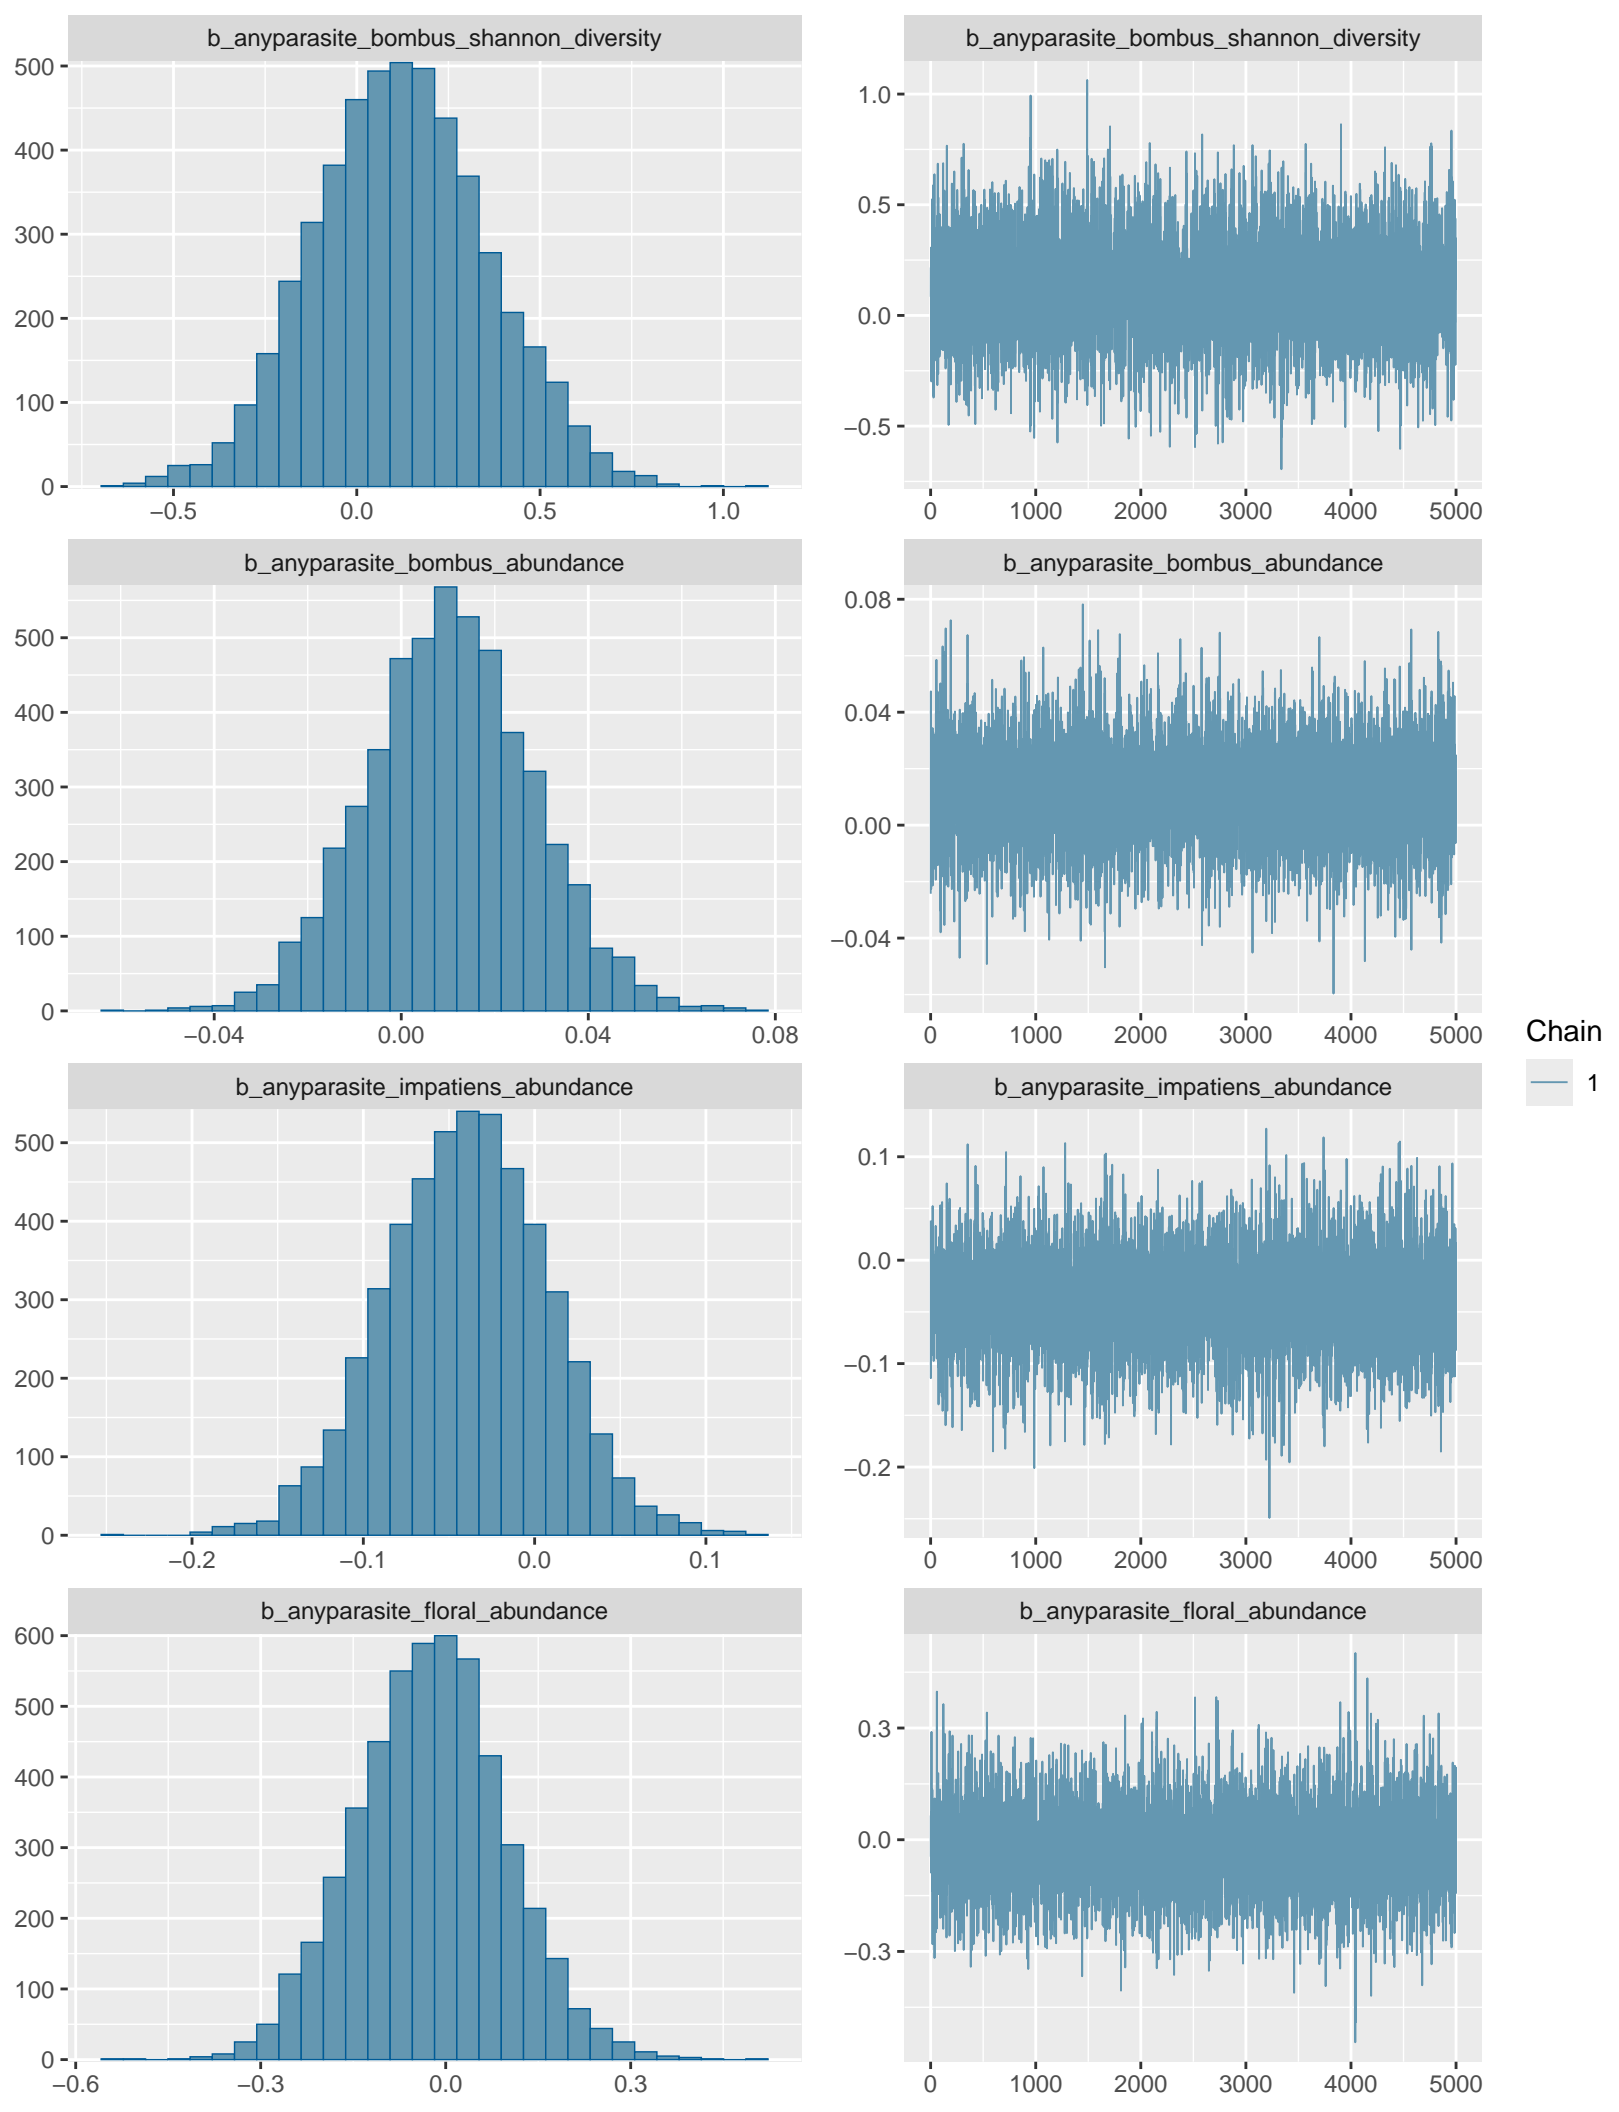 b_anyparasite_bombus_shannon_diversity
500
400
300
200
100
0
−0.5 0.0 0.5 1.0
b_anyparasite_bombus_shannon_diversity
1.0
0.5
0.0
−0.5
0 1000 2000 3000 4000 5000
b_anyparasite_bombus_abundance
500
400
300
200
100
0
−0.04 0.00 0.04 0.08
b_anyparasite_bombus_abundance
0.08
0.04
0.00
−0.04
0 1000 2000 3000 4000 5000
b_anyparasite_impatiens_abundance
500
400
300
200
100
0
−0.2 −0.1 0.0 0.1
b_anyparasite_impatiens_abundance
0.1
0.0
−0.1
−0.2
0 1000 2000 3000 4000 5000
b_anyparasite_floral_abundance
600
500
400
300
200
100
0
−0.6 −0.3 0.0 0.3
b_anyparasite_floral_abundance
0.3
0.0
−0.3
0 1000 2000 3000 4000 5000
Chain
1